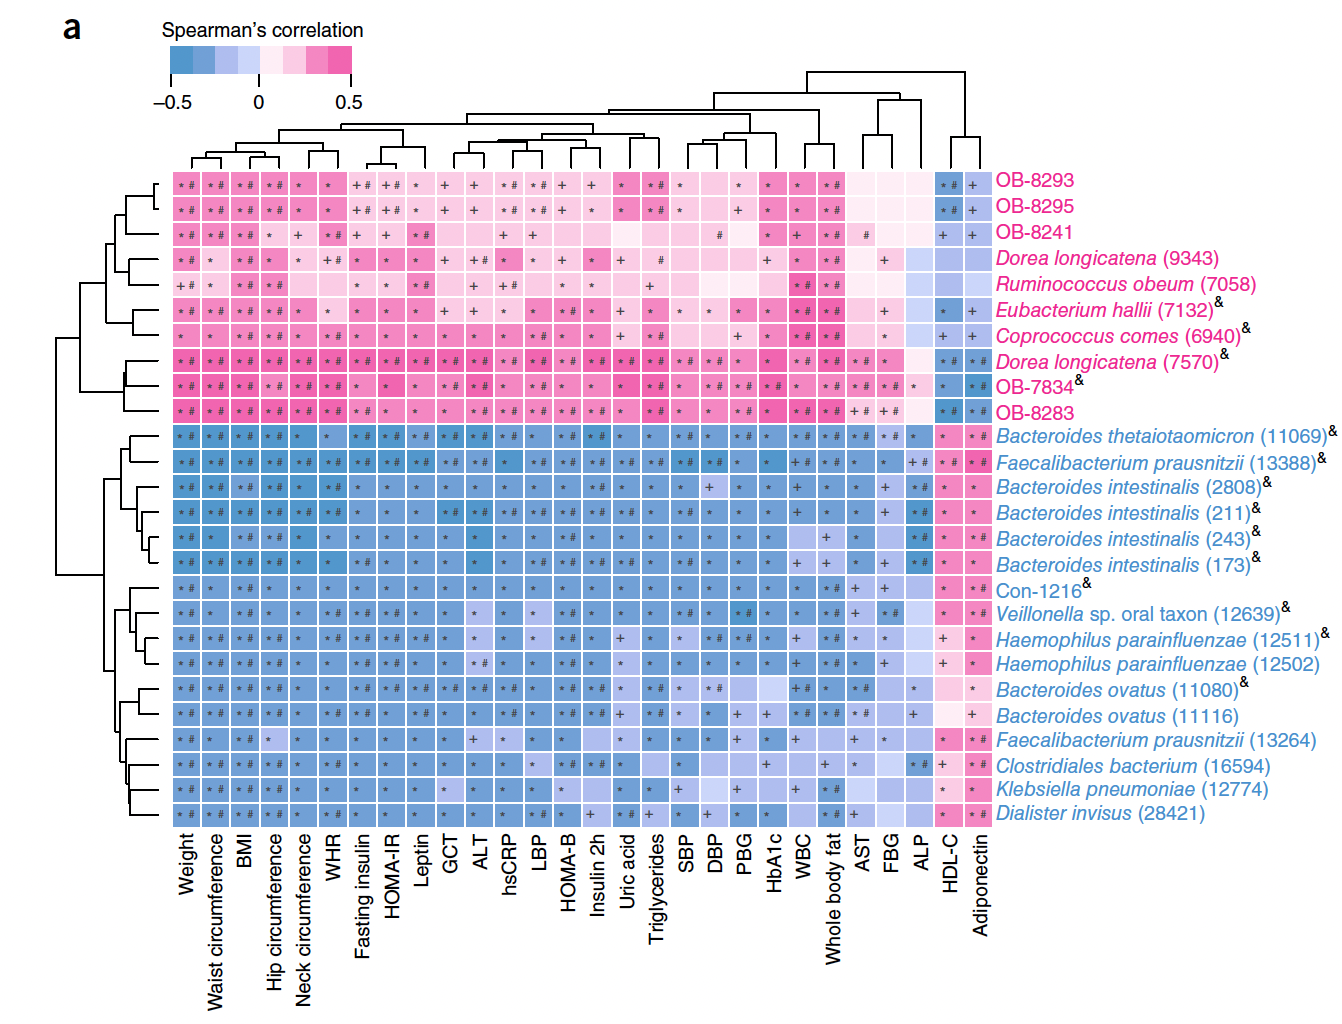 a
Spearman's correlation
−0.5 0 0.5
OB-8293
OB-8295
OB-8241
Dorea longicatena (9343)
Ruminococcus obeum (7058)
Eubacterium hallii (7132)&
Coprococcus comes (6940)&
Dorea longicatena (7570)&
OB-7834&
OB-8283
Bacteroides thetaiotaomicron (11069)&
Faecalibacterium prausnitzii (13388)&
Bacteroides intestinalis (2808)&
Bacteroides intestinalis (211)&
Bacteroides intestinalis (243)&
Bacteroides intestinalis (173)&
Con-1216&
Veillonella sp. oral taxon (12639)&
Haemophilus parainfluenzae (12511)&
Haemophilus parainfluenzae (12502)
Bacteroides ovatus (11080)&
Bacteroides ovatus (11116)
Faecalibacterium prausnitzii (13264)
Clostridiales bacterium (16594)
Klebsiella pneumoniae (12774)
Dialister invisus (28421)
Weight
Waist circumference
BMI
Hip circumference
Neck circumference
WHR
Fasting insulin
HOMA-IR
Leptin
GCT
ALT
hsCRP
LBP
HOMA-B
Insulin 2h
Uric acid
Triglycerides
SBP
DBP
PBG
HbA1c
WBC
Whole body fat
AST
FBG
ALP
HDL-C
Adiponectin